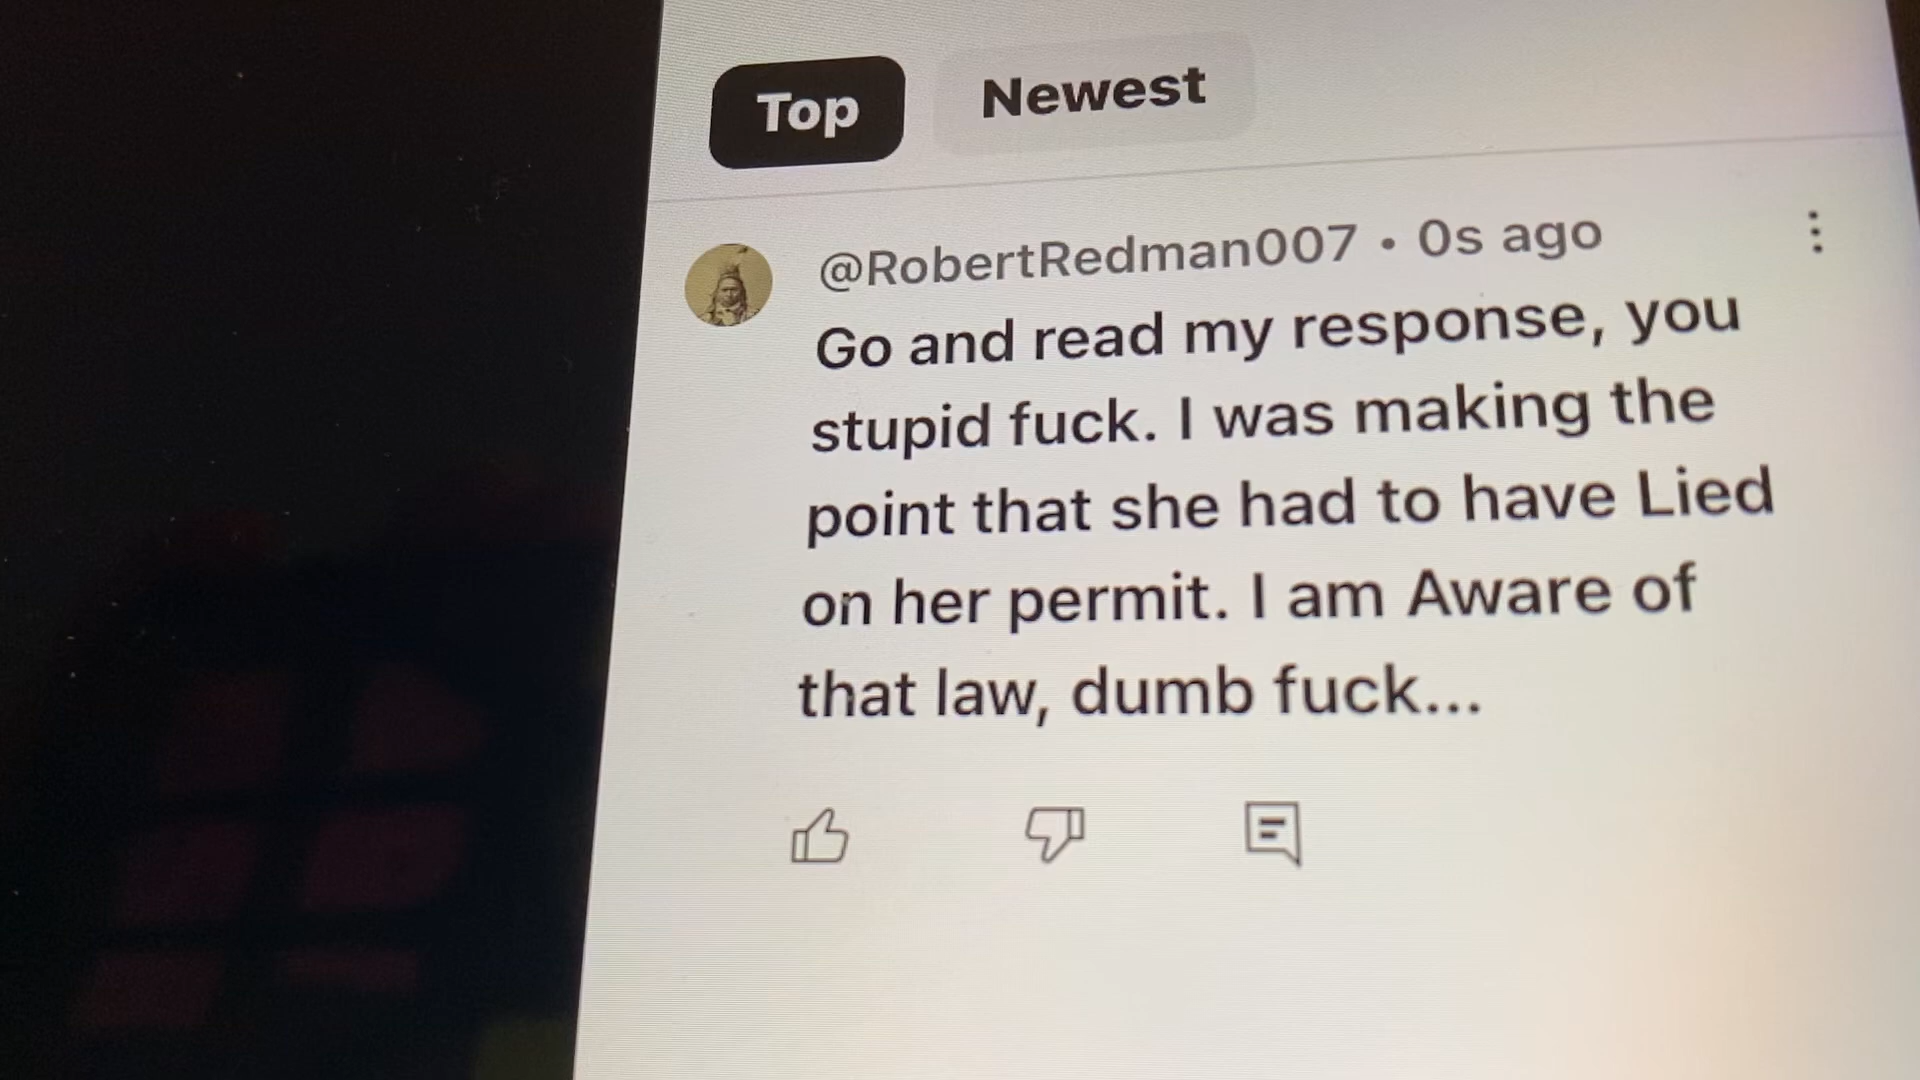 Top Newest
@RobertRedman007 • 0s ago
Go and read my response, you
stupid fuck. I was making the
point that she had to have Lied
on her permit. I am Aware of
that law, dumb fuck...